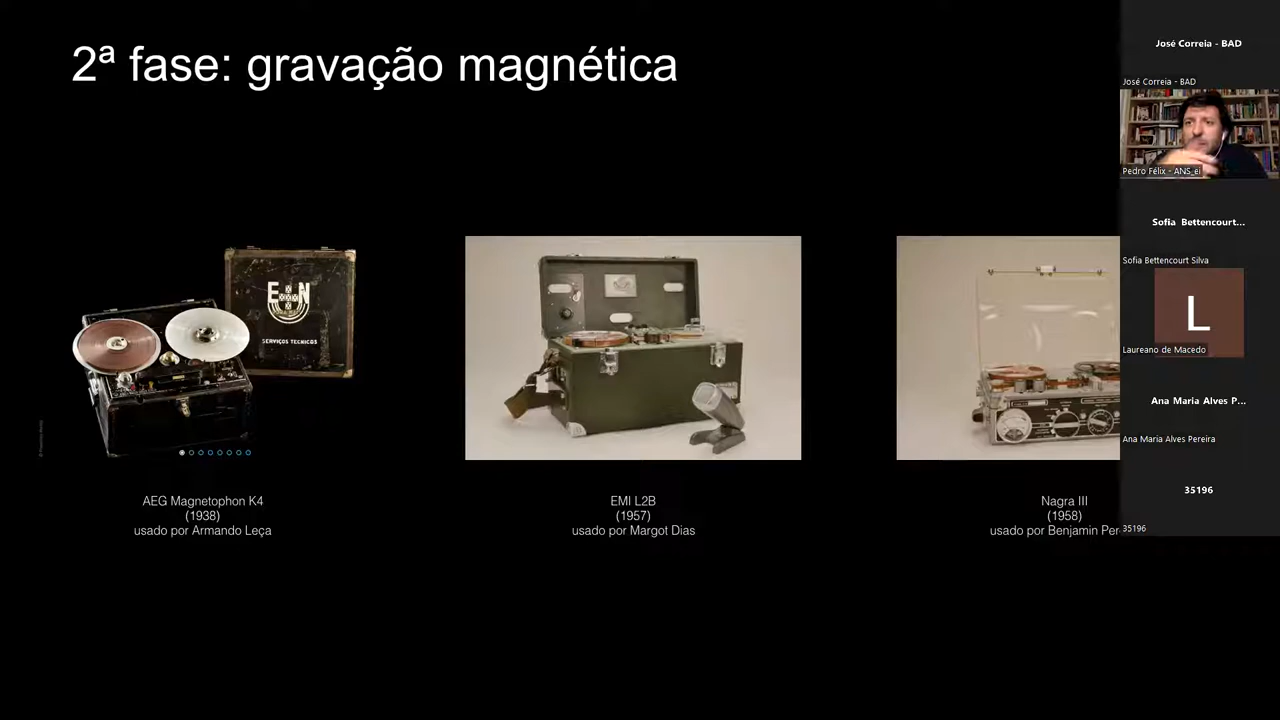 2ª fase: gravação magnética
E N
SERVIÇOS TECNICOS
AEG Magnetophon K4
(1938)
usado por Armando Leça
EMI L2B
(1957)
usado por Margot Dias
Nagra III
(1958)
usado por Benjamin Per
José Correia - BAD
José Correia - BAD
Pedro Félix - ANS_ei
Sofia Bettencourt...
Sofia Bettencourt Silva
L
Laureano de Macedo
Ana Maria Alves P...
Ana Maria Alves Pereira
35196
35196